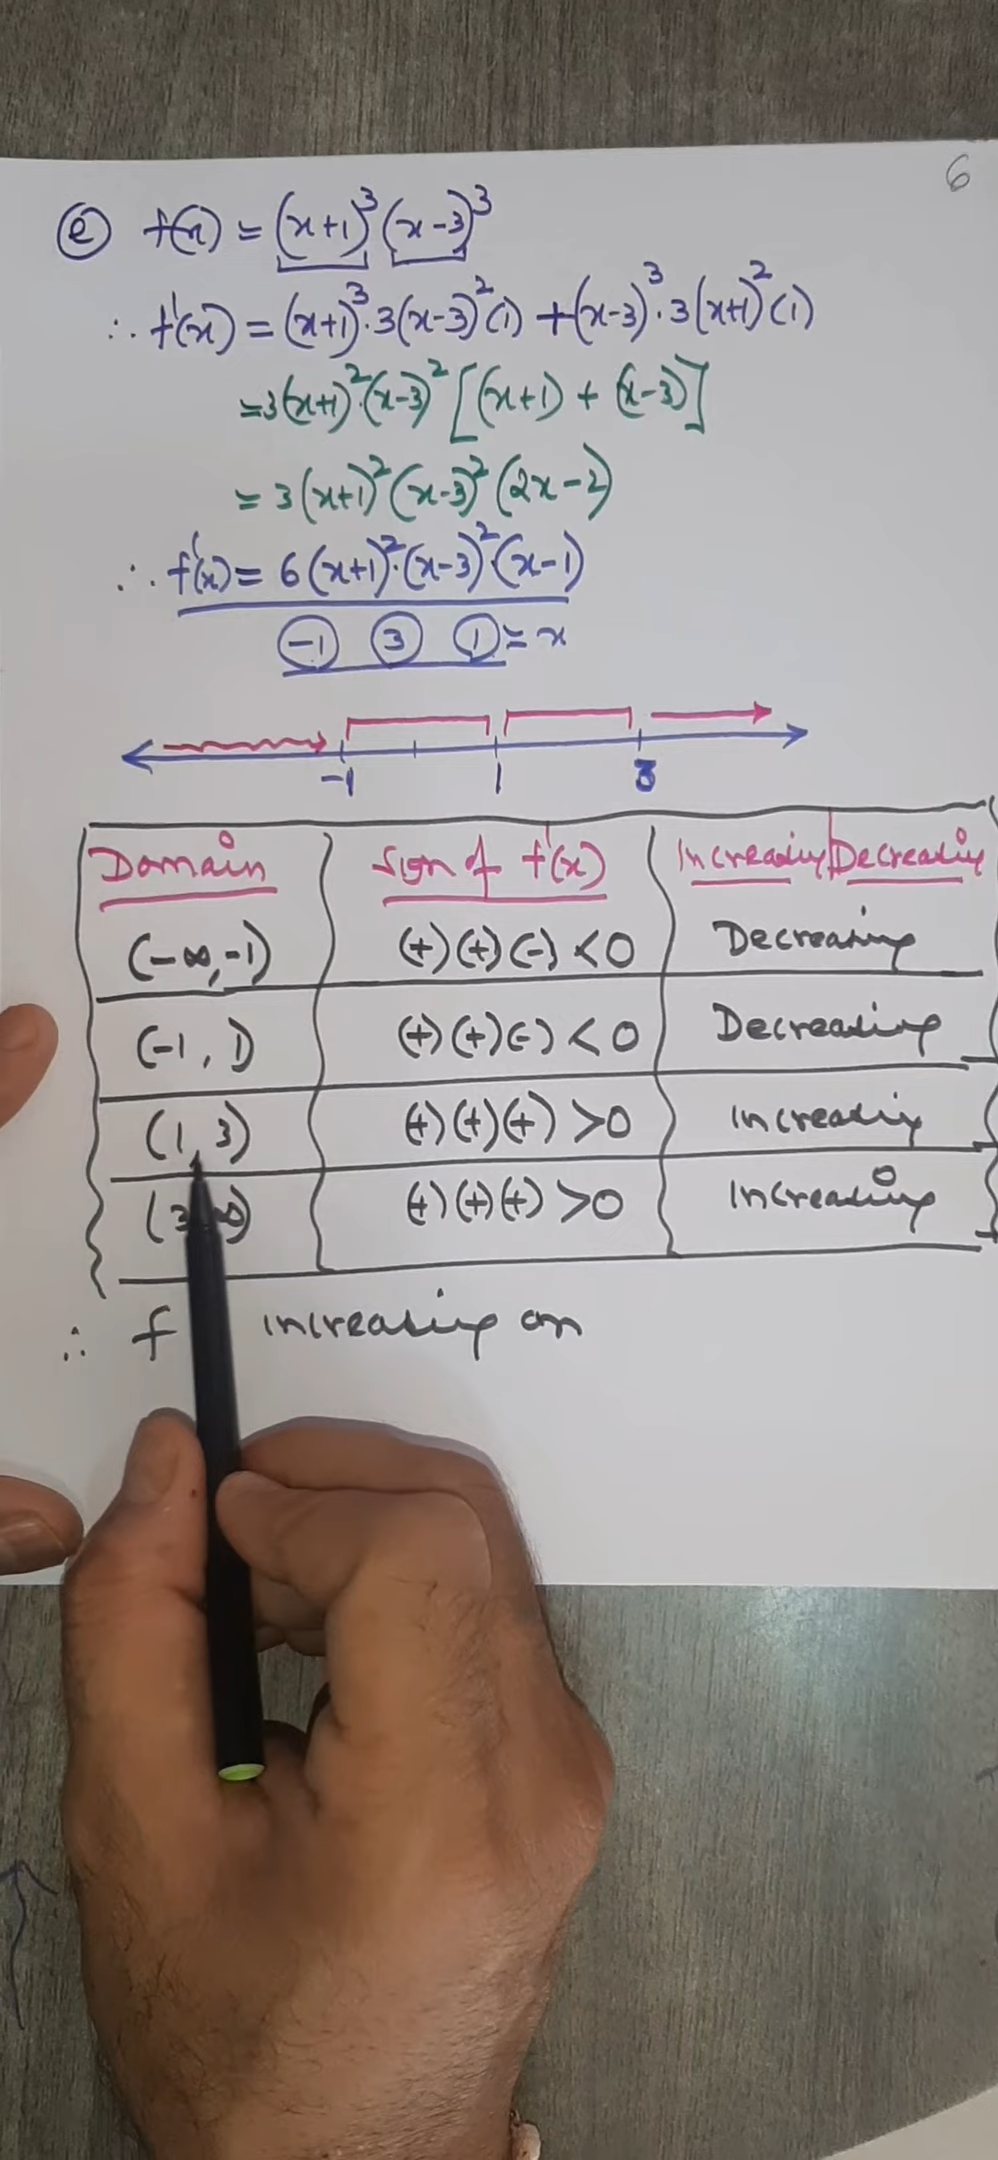 6
(e) f(x) = (x+1)³ (x-3)³
∴ f'(x) = (x+1)³·3(x-3)²(1) + (x-3)³·3(x+1)²(1)
=3(x+1)²·(x-3)² [(x+1) + (x-3)]
= 3(x+1)² (x-3)² (2x-2)
∴ f'(x) = 6(x+1)²·(x-3)²·(x-1)
-1 3 1 = x
-1 1 3
Domain Sign of f'(x) Increasing Decreasing
(-∞,-1) (+)(+)(-) <0 Decreasing
(-1, 1) (+)(+)(-) <0 Decreasing
(1, 3) (+)(+)(+) >0 Increasing
(3 ∞) (+)(+)(+) >0 Increasing
∴ f increasing on